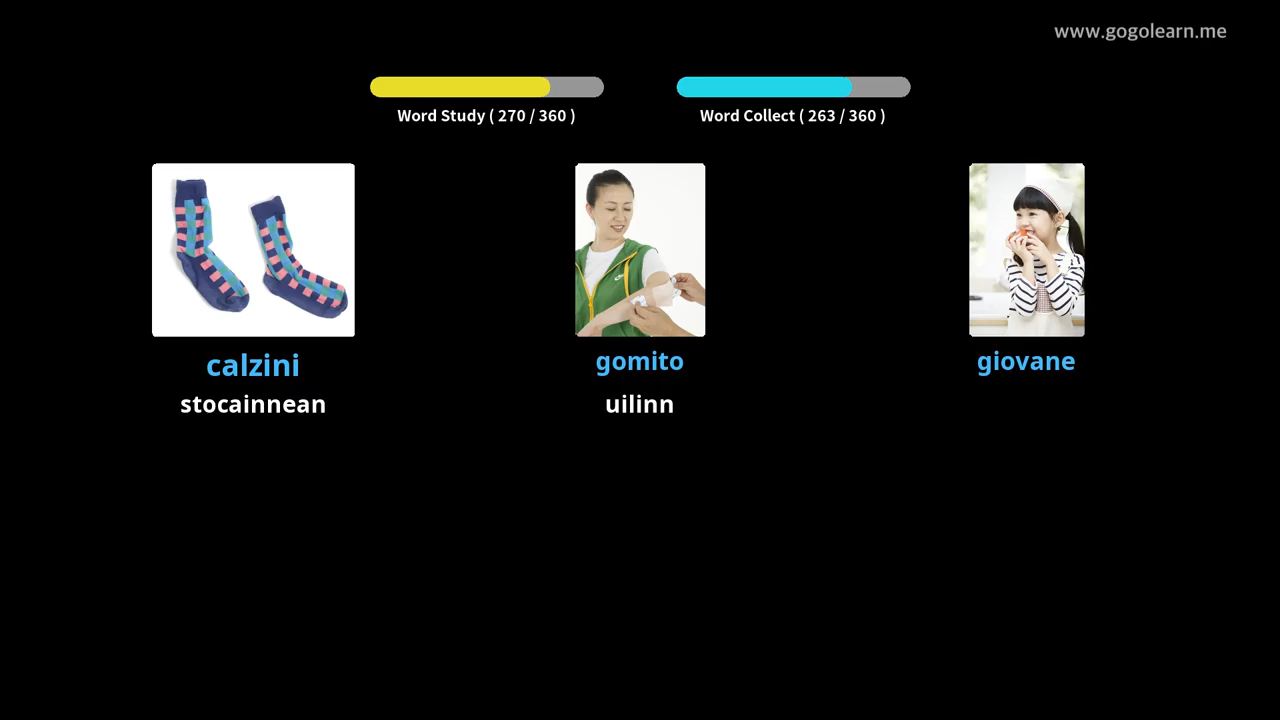 www.gogolearn.me
Word Study ( 270 / 360 )
Word Collect ( 263 / 360 )
calzini
stocainnean
gomito
uilinn
giovane